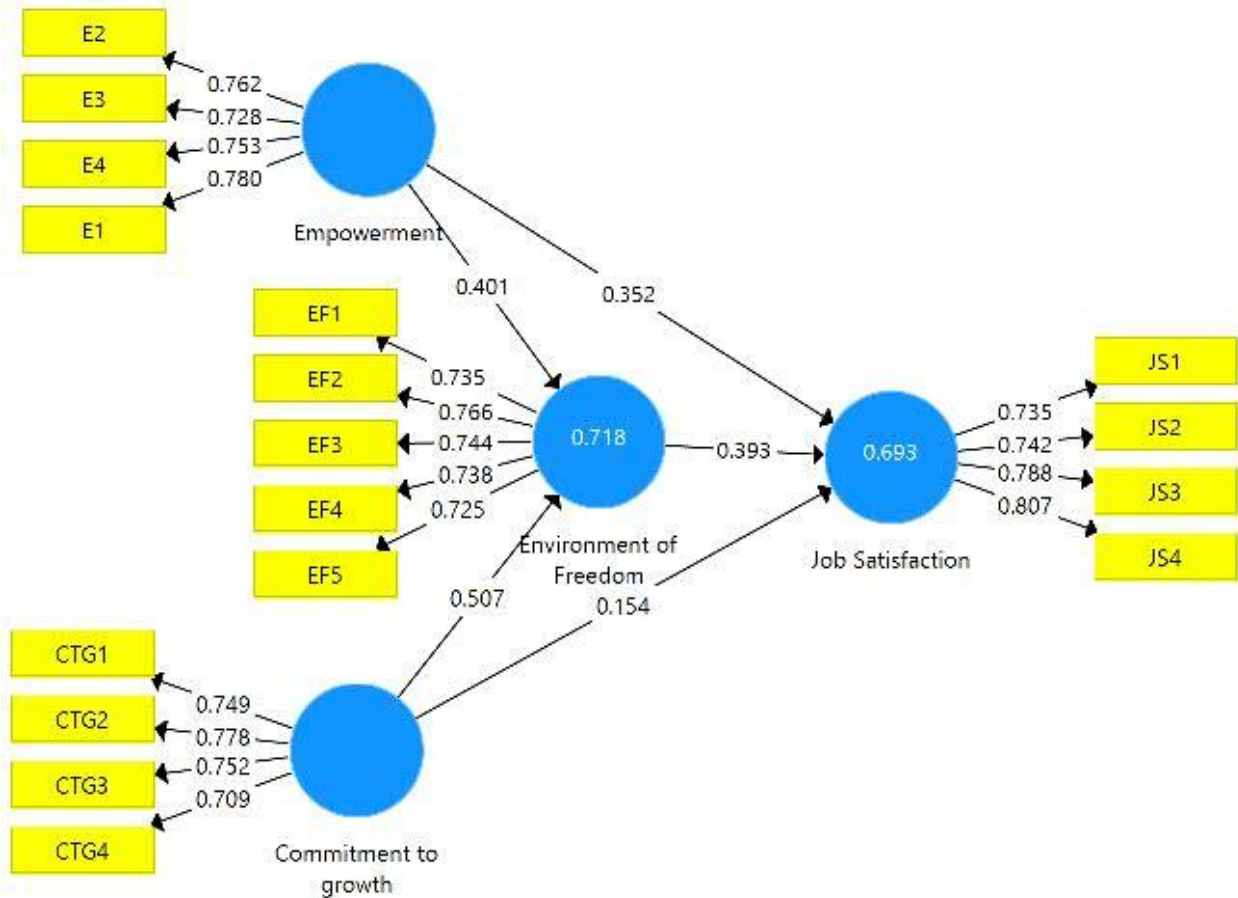 E2
E3
E4
E1
0.762
0.728
0.753
0.780
Empowerment
0.401
0.352
EF1
EF2
EF3
EF4
EF5
0.735
0.766
0.744
0.738
0.725
0.718
Environment of
Freedom
0.393
0.693
Job Satisfaction
0.735
0.742
0.788
0.807
JS1
JS2
JS3
JS4
0.507
0.154
CTG1
CTG2
CTG3
CTG4
0.749
0.778
0.752
0.709
Commitment to
growth